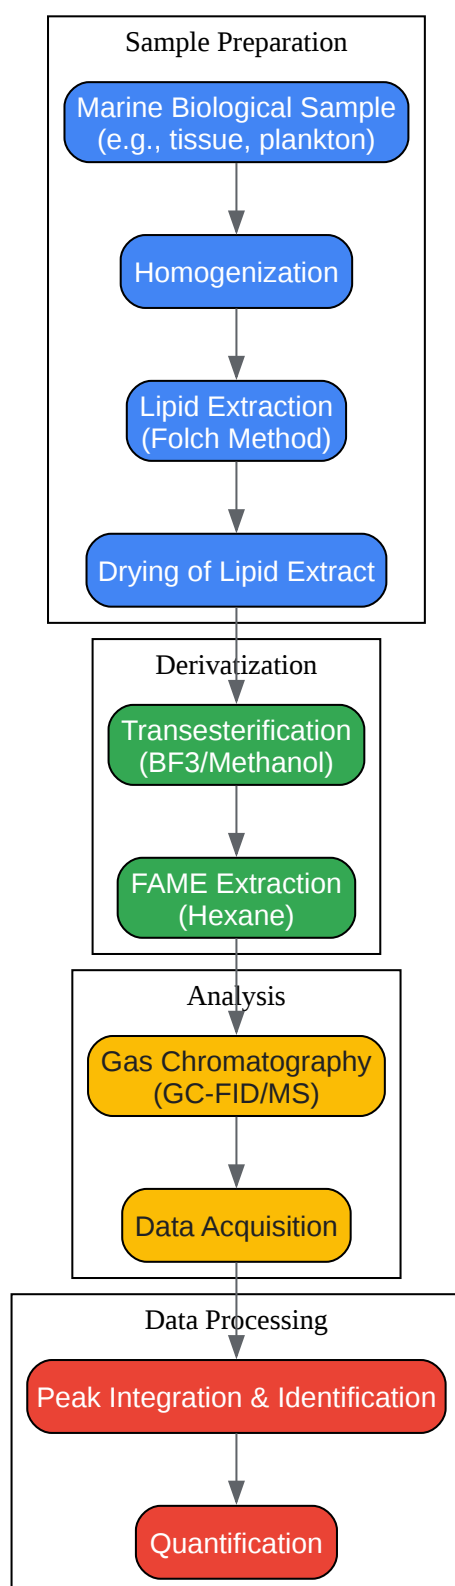 Sample Preparation
Marine Biological Sample
(e.g., tissue, plankton)
Homogenization
Lipid Extraction
(Folch Method)
Drying of Lipid Extract
Derivatization
Transesterification
(BF3/Methanol)
FAME Extraction
(Hexane)
Analysis
Gas Chromatography
(GC-FID/MS)
Data Acquisition
Data Processing
Peak Integration & Identification
Quantification